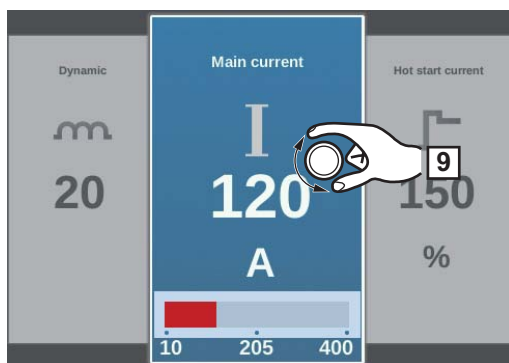 Dynamic
20
Main current
I
120
A
10 205 400
Hot start current
150
%
9